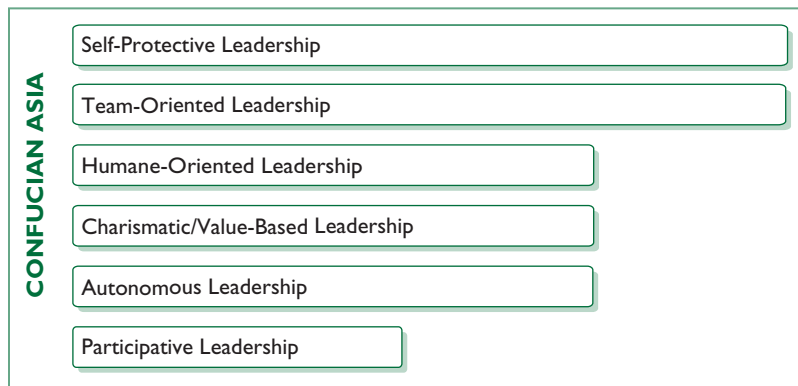 CONFUCIAN ASIA
Self-Protective Leadership
Team-Oriented Leadership
Humane-Oriented Leadership
Charismatic/Value-Based Leadership
Autonomous Leadership
Participative Leadership